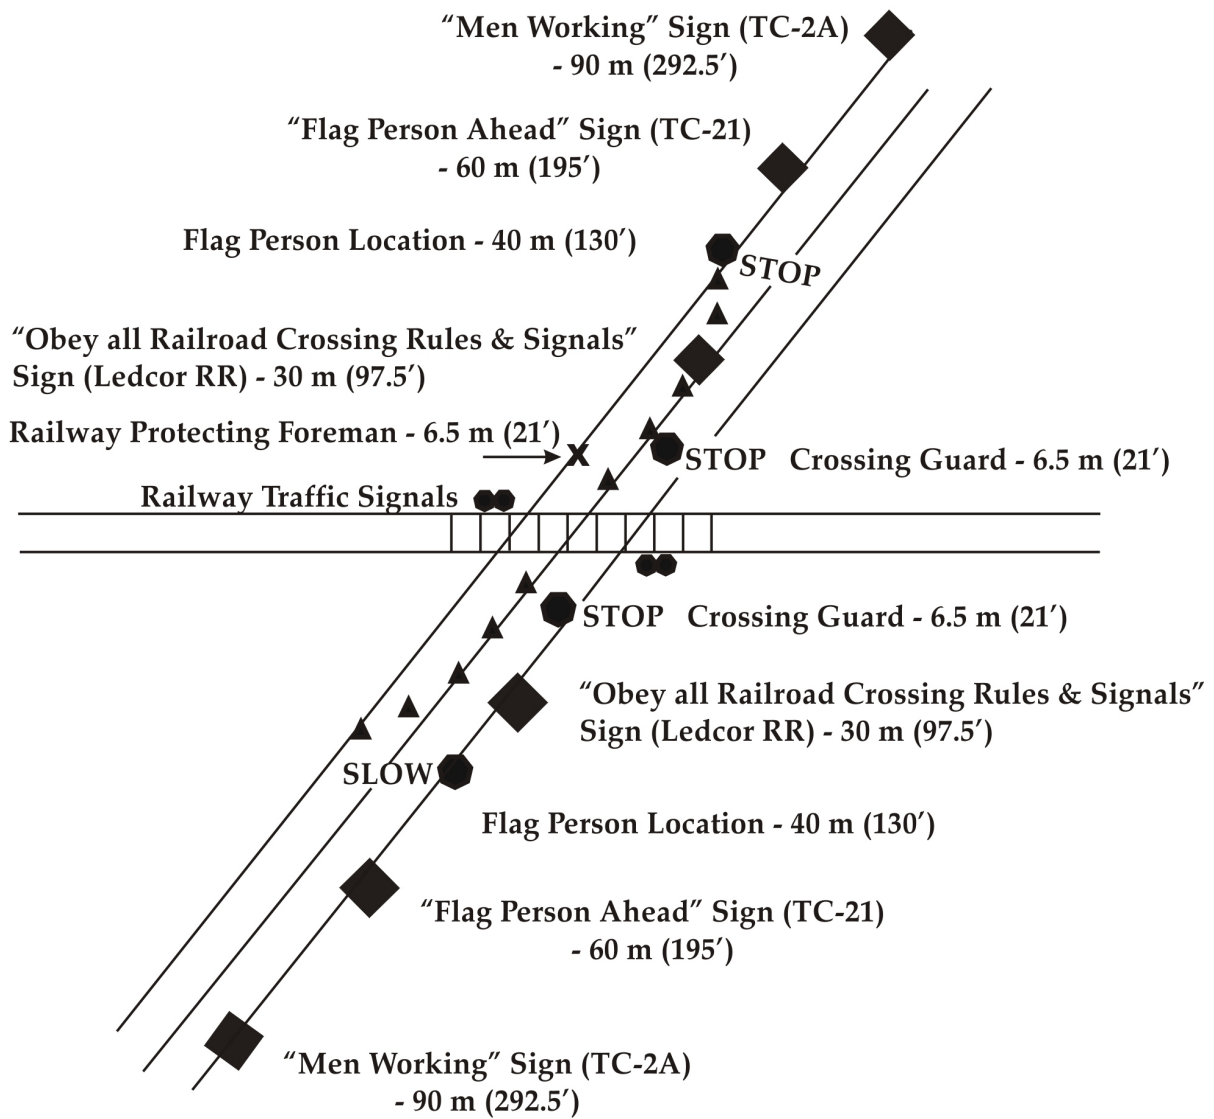 “Men Working” Sign (TC-2A)
- 90 m (292.5′)
“Flag Person Ahead” Sign (TC-21)
- 60 m (195′)
Flag Person Location - 40 m (130′)
STOP
“Obey all Railroad Crossing Rules & Signals”
Sign (Ledcor RR) - 30 m (97.5′)
Railway Protecting Foreman - 6.5 m (21′)
X
STOP Crossing Guard - 6.5 m (21′)
Railway Traffic Signals
STOP Crossing Guard - 6.5 m (21′)
“Obey all Railroad Crossing Rules & Signals”
Sign (Ledcor RR) - 30 m (97.5′)
SLOW
Flag Person Location - 40 m (130′)
“Flag Person Ahead” Sign (TC-21)
- 60 m (195′)
“Men Working” Sign (TC-2A)
- 90 m (292.5′)